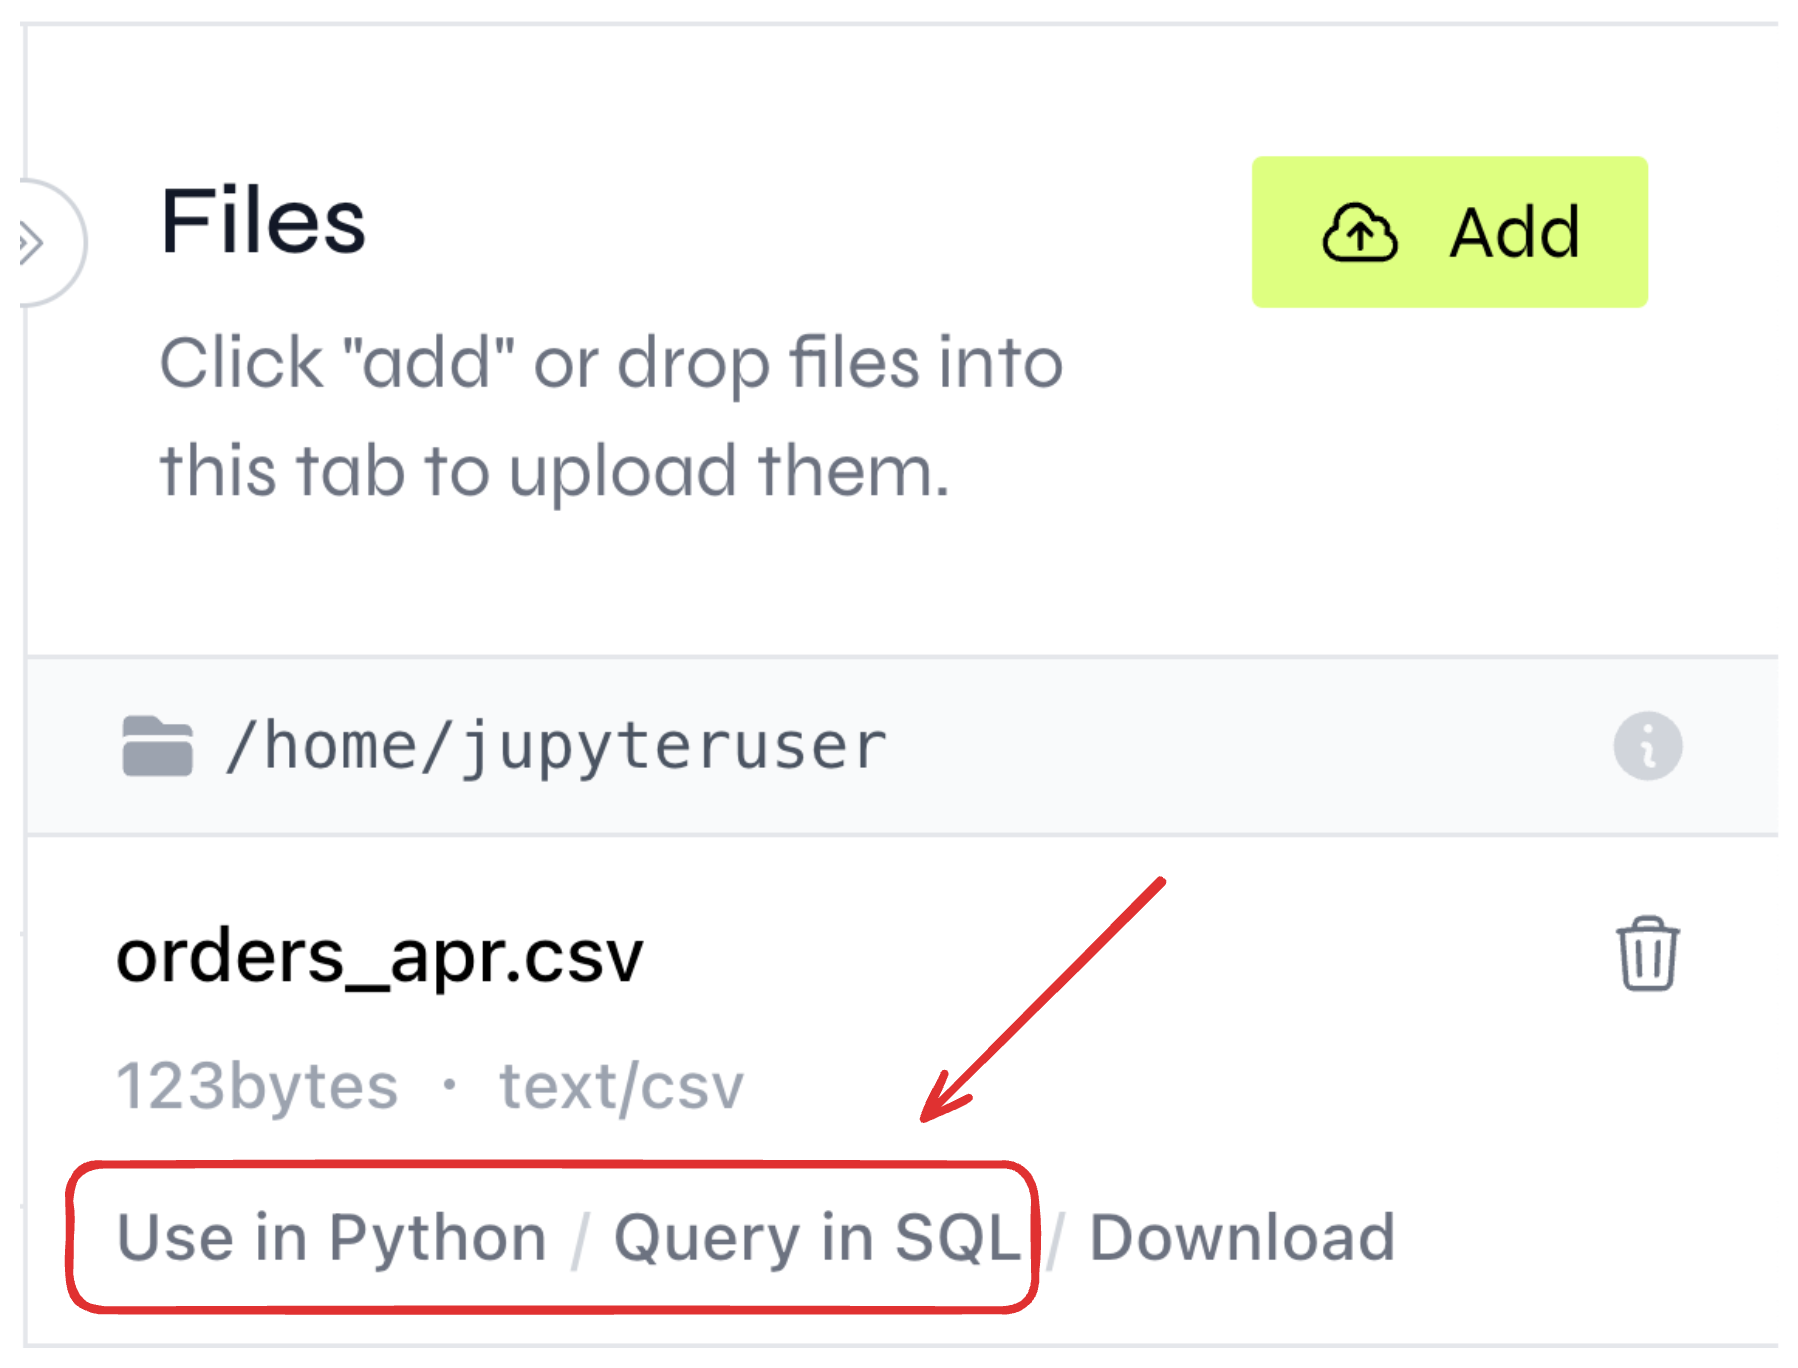 Files
Add
Click "add" or drop files into
this tab to upload them.
/home/jupyteruser
orders_apr.csv
123bytes · text/csv
Use in Python / Query in SQL / Download